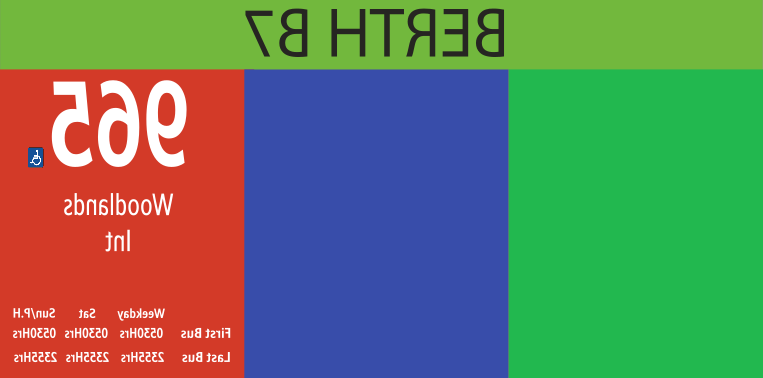 BERTH B7
965
Woodlands
Int
Weekday Sat Sun/P.H
First Bus 0530Hrs 0530Hrs 0530Hrs
Last Bus 2355Hrs 2355Hrs 2355Hrs